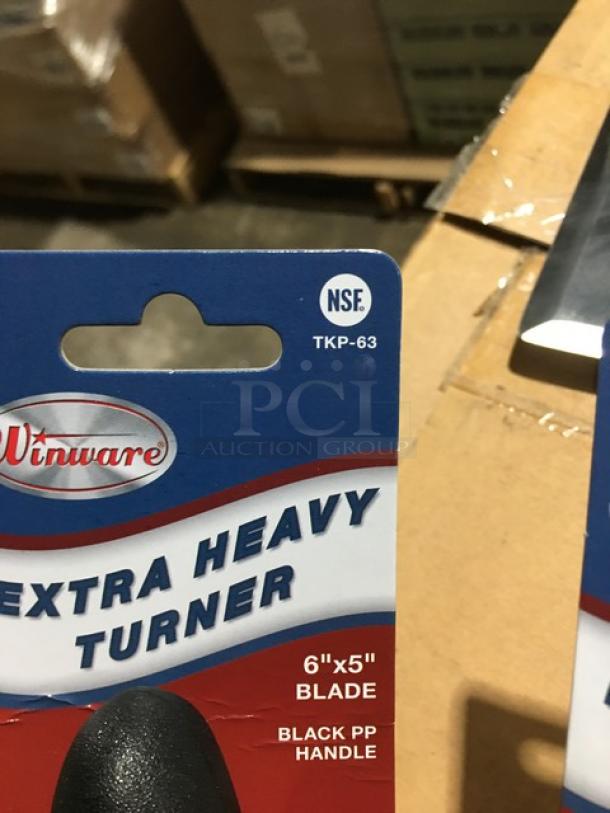 NSF®
TKP-63
PCI
AUCTION GROUP
Winware®
EXTRA HEAVY
TURNER
6"x5"
BLADE
BLACK PP
HANDLE